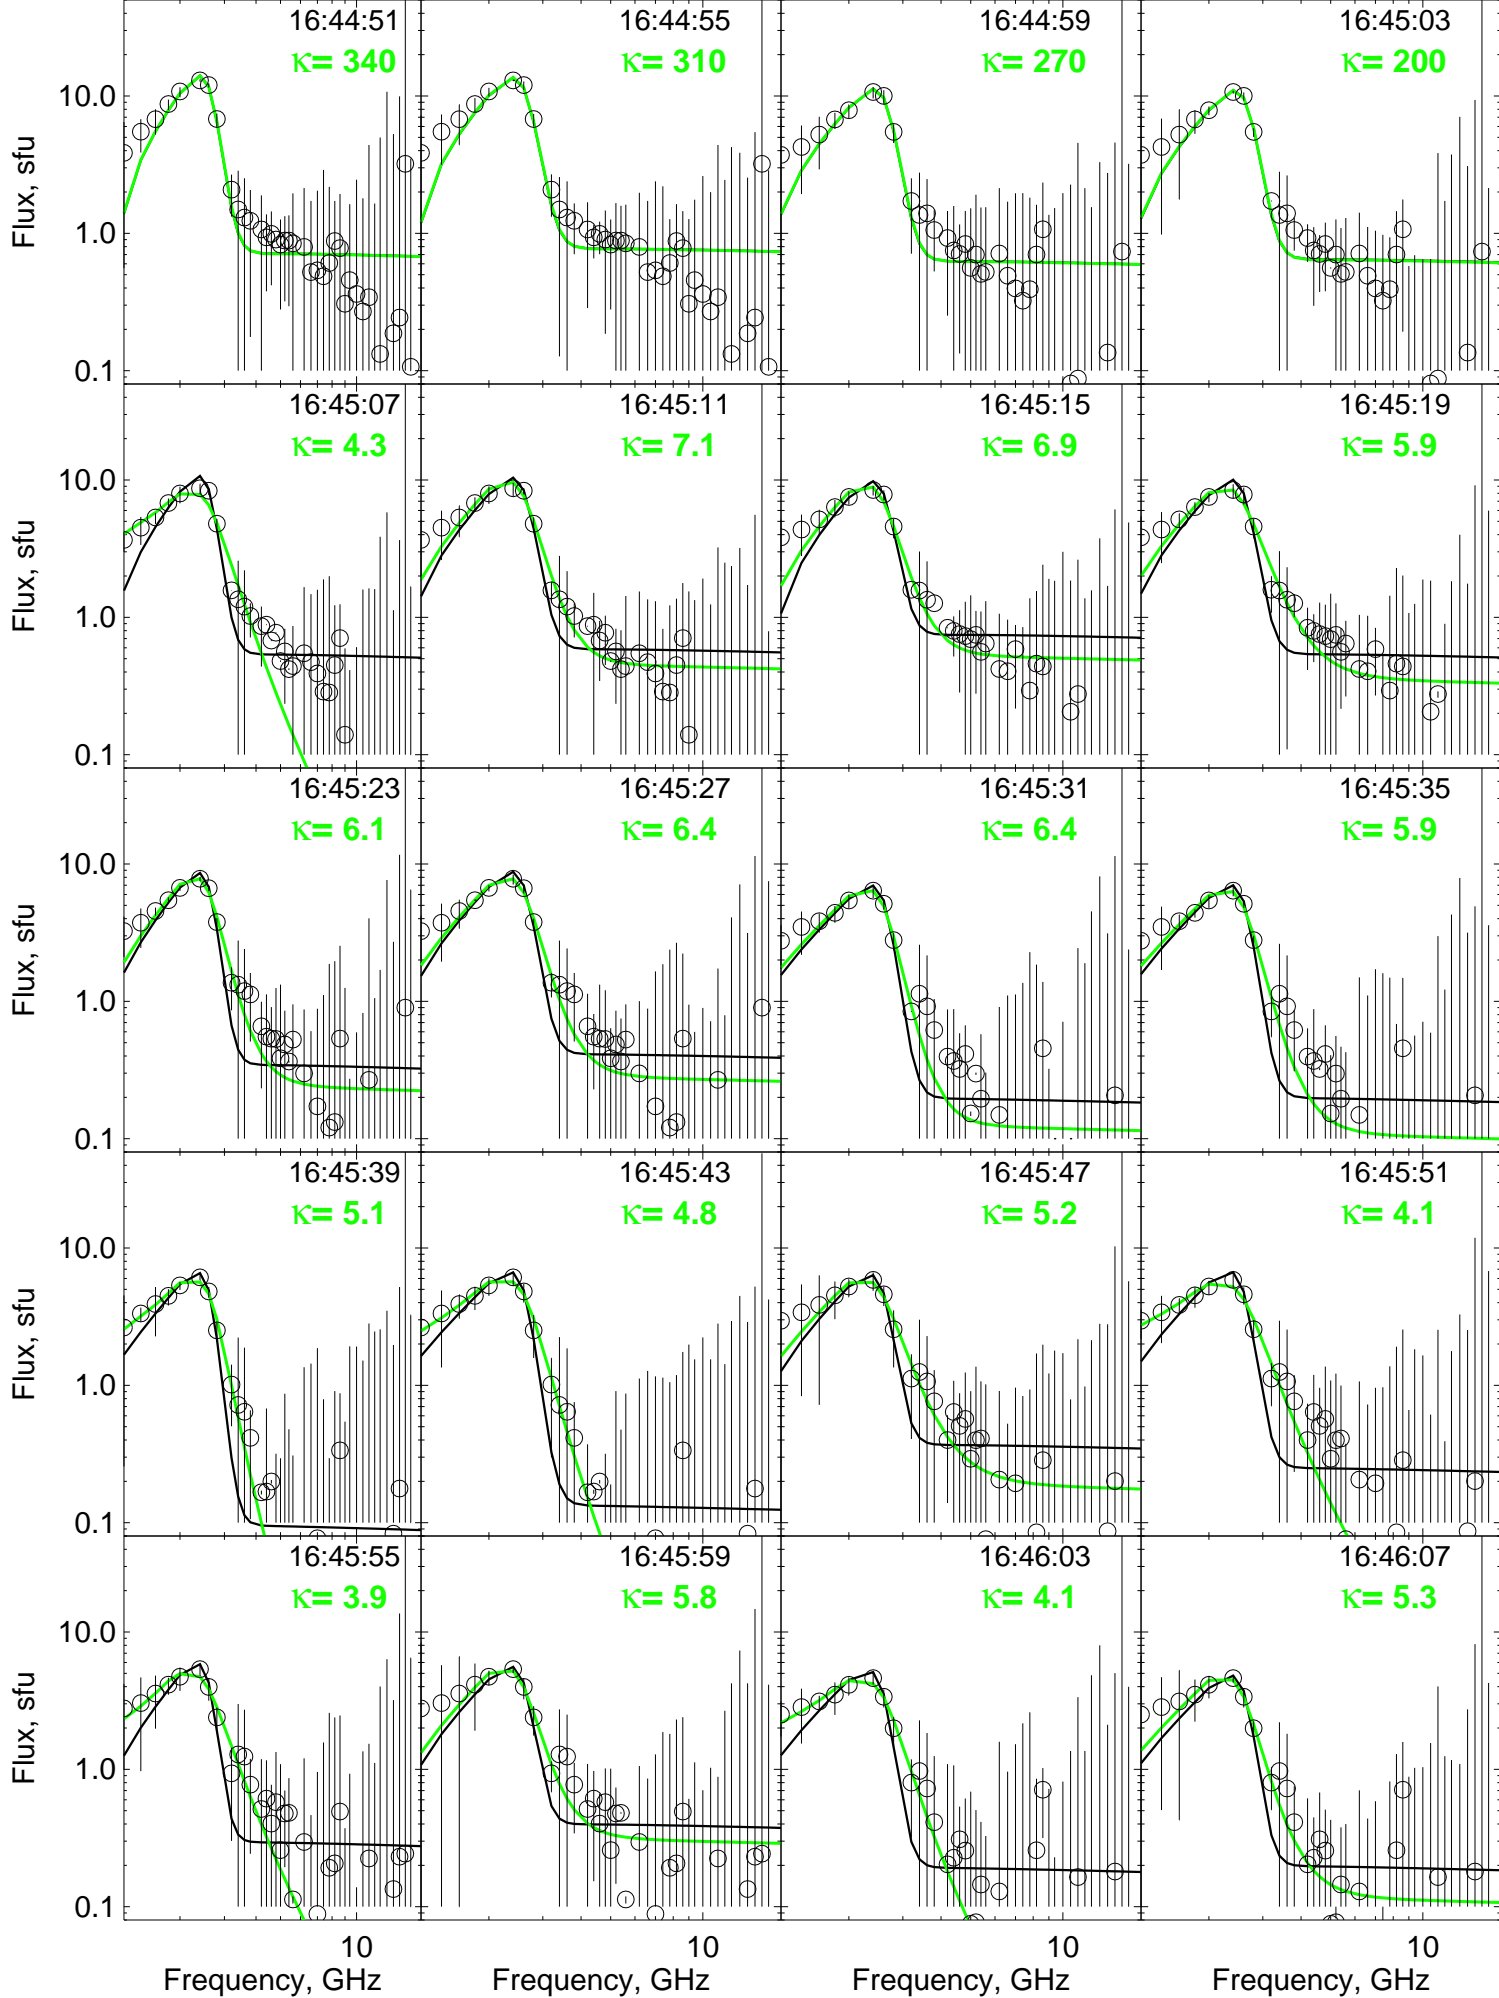 16:44:51 16:44:55 16:44:59 16:45:03
κ= 340 κ= 310 κ= 270 κ= 200
10.0
Flux, sfu
1.0
0.1
16:45:07 16:45:11 16:45:15 16:45:19
κ= 4.3 κ= 7.1 κ= 6.9 κ= 5.9
10.0
Flux, sfu
1.0
0.1
16:45:23 16:45:27 16:45:31 16:45:35
κ= 6.1 κ= 6.4 κ= 6.4 κ= 5.9
10.0
Flux, sfu
1.0
0.1
16:45:39 16:45:43 16:45:47 16:45:51
κ= 5.1 κ= 4.8 κ= 5.2 κ= 4.1
10.0
Flux, sfu
1.0
0.1
16:45:55 16:45:59 16:46:03 16:46:07
κ= 3.9 κ= 5.8 κ= 4.1 κ= 5.3
10.0
Flux, sfu
1.0
0.1
10 10 10 10
Frequency, GHz Frequency, GHz Frequency, GHz Frequency, GHz